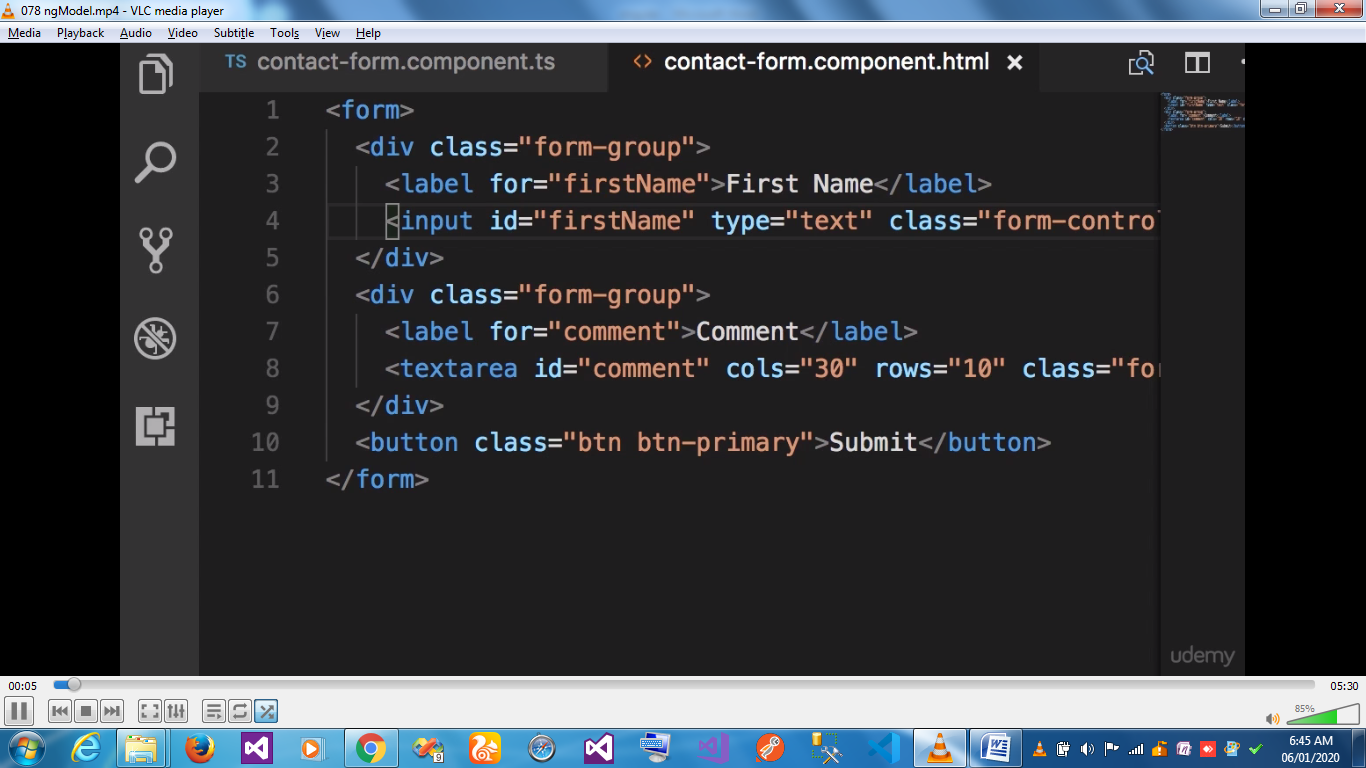 078 ngModel.mp4 - VLC media player
Media Playback Audio Video Subtitle Tools View Help
TS contact-form.component.ts <> contact-form.component.html
1 <form>
2 <div class="form-group">
3 <label for="firstName">First Name</label>
4 <input id="firstName" type="text" class="form-contro
5 </div>
6 <div class="form-group">
7 <label for="comment">Comment</label>
8 <textarea id="comment" cols="30" rows="10" class="for
9 </div>
10 <button class="btn btn-primary">Submit</button>
11 </form>
udemy
00:05 05:30
85%
6:45 AM
06/01/2020